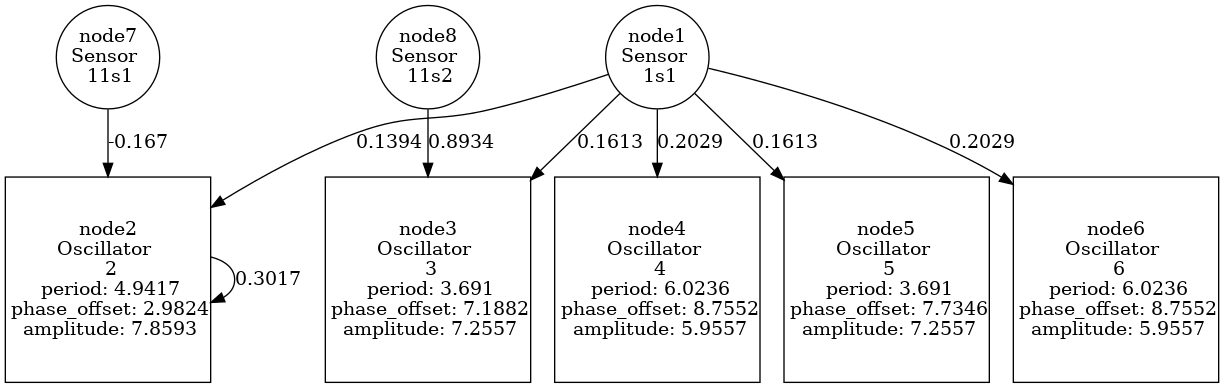 node7
Sensor
11s1
node8
Sensor
11s2
node1
Sensor
1s1
-0.167
0.1394
0.8934
0.1613
0.2029
0.1613
0.2029
node2
Oscillator
2
period: 4.9417
phase_offset: 2.9824
amplitude: 7.8593
0.3017
node3
Oscillator
3
period: 3.691
phase_offset: 7.1882
amplitude: 7.2557
node4
Oscillator
4
period: 6.0236
phase_offset: 8.7552
amplitude: 5.9557
node5
Oscillator
5
period: 3.691
phase_offset: 7.7346
amplitude: 7.2557
node6
Oscillator
6
period: 6.0236
phase_offset: 8.7552
amplitude: 5.9557